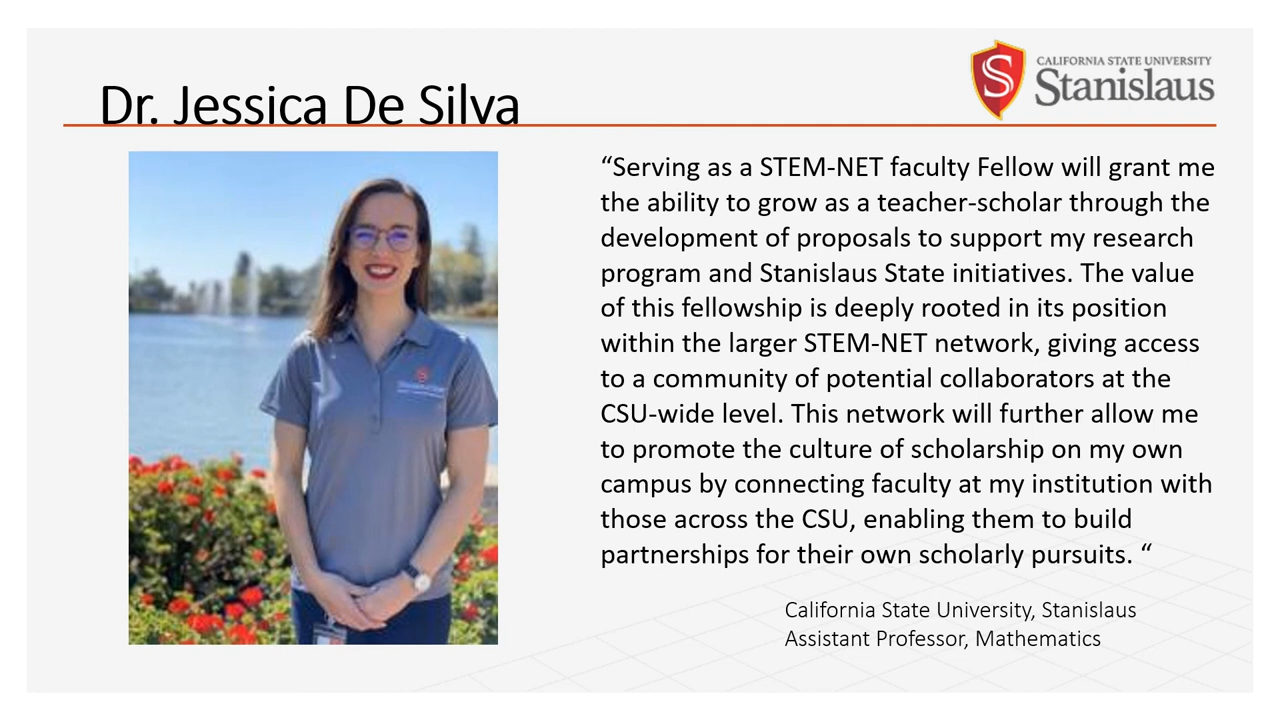 Dr. Jessica De Silva
CALIFORNIA STATE UNIVERSITY
Stanislaus
“Serving as a STEM-NET faculty Fellow will grant me
the ability to grow as a teacher-scholar through the
development of proposals to support my research
program and Stanislaus State initiatives. The value
of this fellowship is deeply rooted in its position
within the larger STEM-NET network, giving access
to a community of potential collaborators at the
CSU-wide level. This network will further allow me
to promote the culture of scholarship on my own
campus by connecting faculty at my institution with
those across the CSU, enabling them to build
partnerships for their own scholarly pursuits. “
California State University, Stanislaus
Assistant Professor, Mathematics